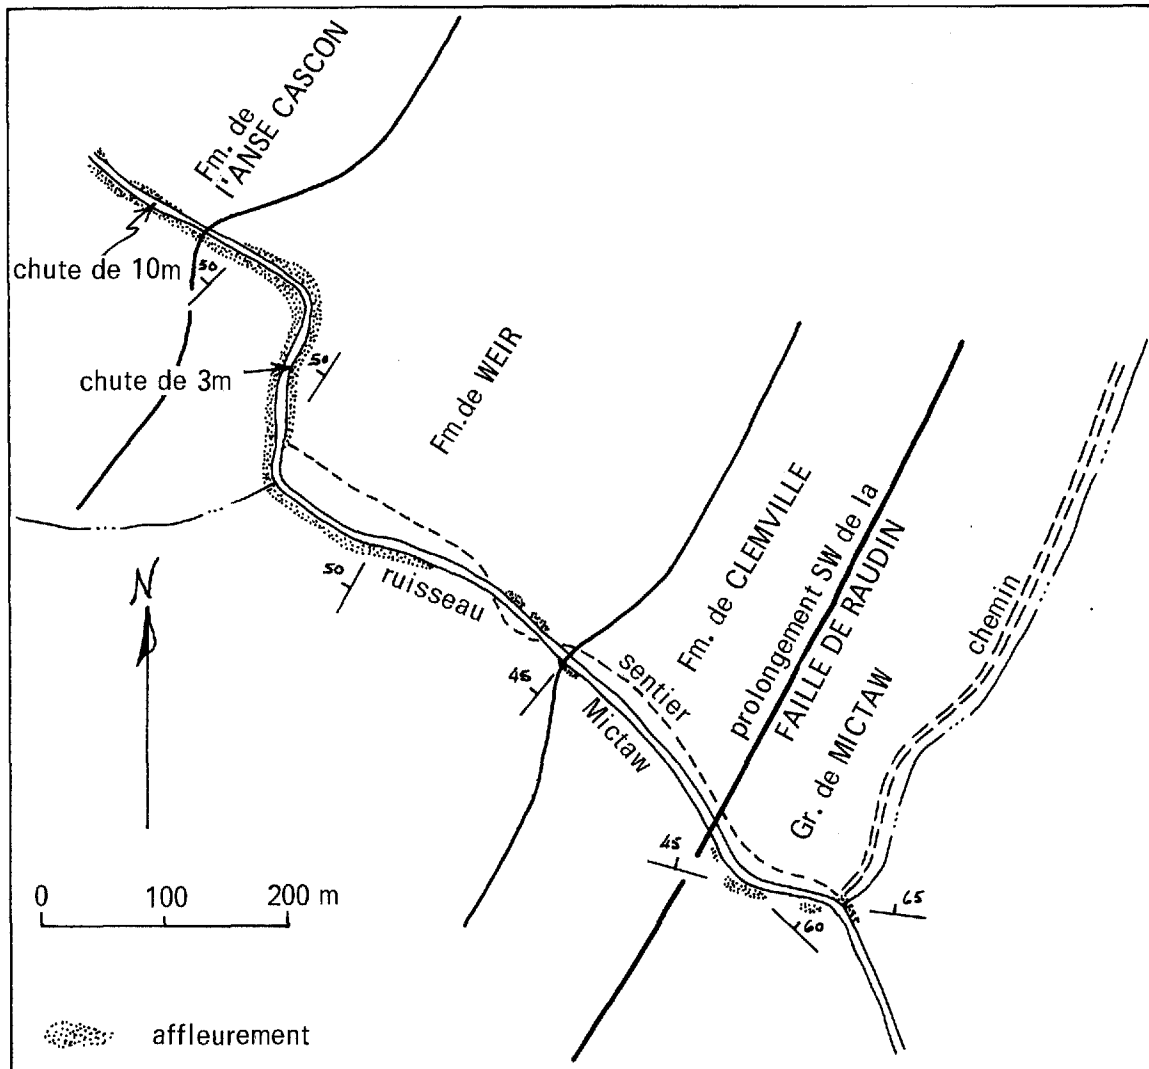 Fm. de
l'ANSE CASCON
chute de 10m
50
chute de 3m
50
Fm. de WEIR
50
ruisseau
N
45
sentier
Mictaw
Fm. de CLEMVILLE
prolongement SW de la
FAILLE DE RAUDIN
Gr. de MICTAW
chemin
45
60
65
0 100 200 m
affleurement